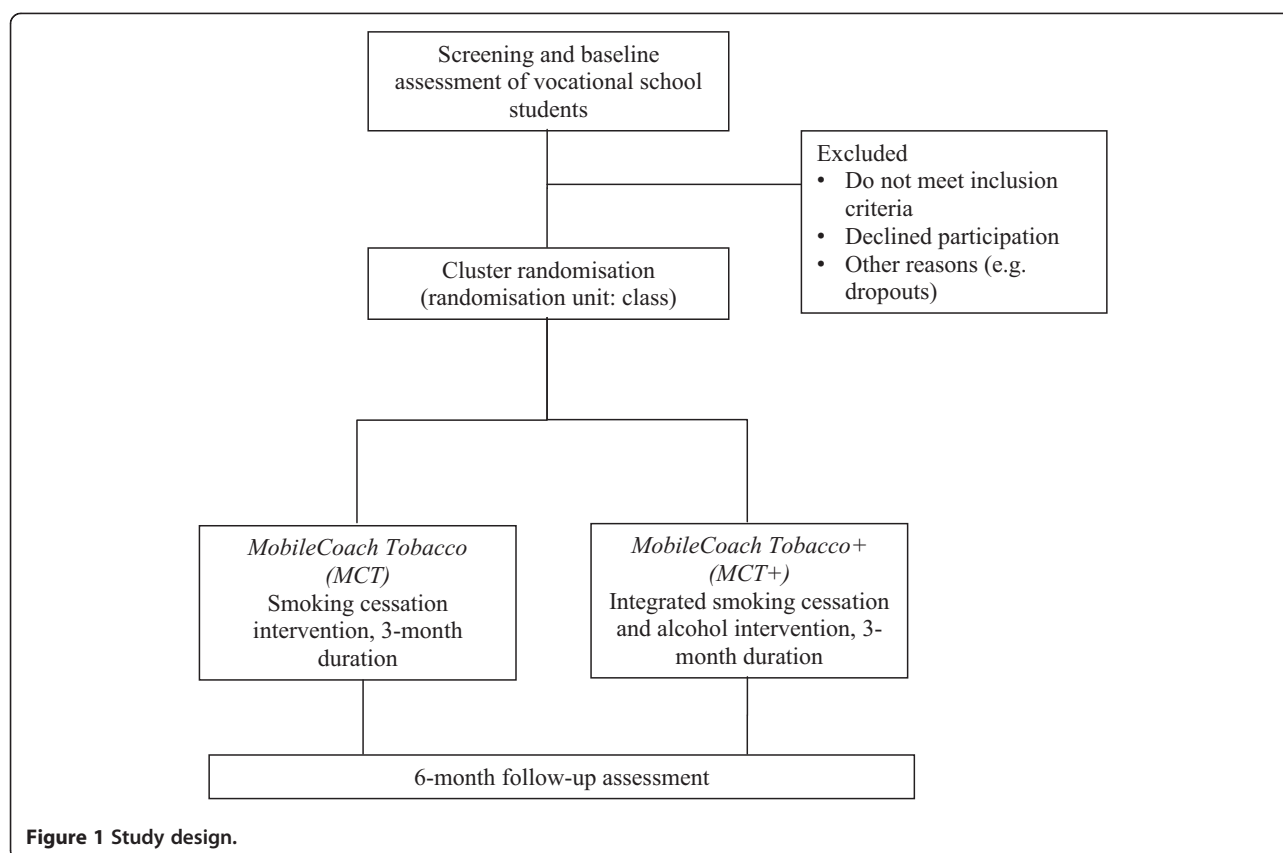 Screening and baseline
assessment of vocational school
students
Excluded
• Do not meet inclusion
criteria
• Declined participation
• Other reasons (e.g.
dropouts)
Cluster randomisation
(randomisation unit: class)
MobileCoach Tobacco
(MCT)
Smoking cessation
intervention, 3-month
duration
MobileCoach Tobacco+
(MCT+)
Integrated smoking cessation
and alcohol intervention, 3-
month duration
6-month follow-up assessment
Figure 1 Study design.